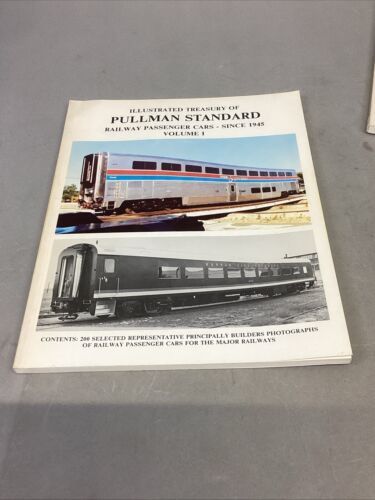 ILLUSTRATED TREASURY OF
PULLMAN STANDARD
RAILWAY PASSENGER CARS - SINCE 1945
VOLUME I
CONTENTS: 200 SELECTED REPRESENTATIVE PRINCIPALLY BUILDERS PHOTOGRAPHS
OF RAILWAY PASSENGER CARS FOR THE MAJOR RAILWAYS